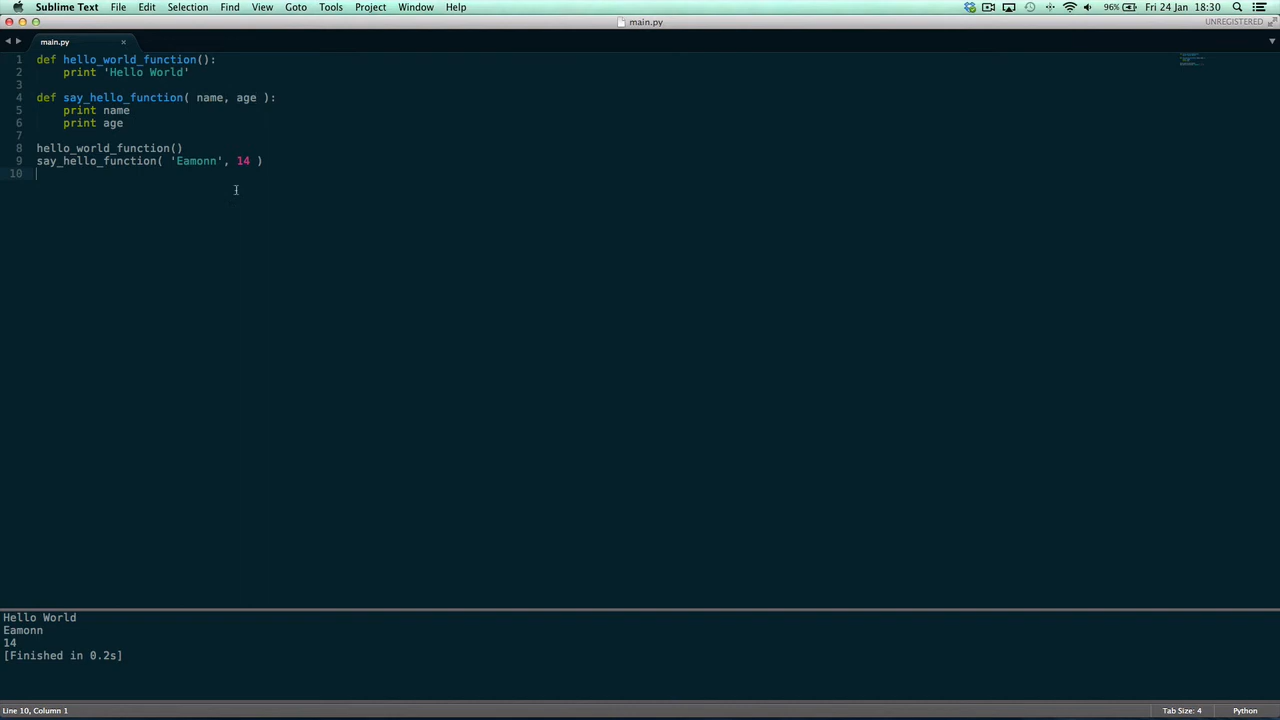 Sublime Text File Edit Selection Find View Goto Tools Project Window Help 96% Fri 24 Jan 18:30
main.py UNREGISTERED
main.py
1 def hello_world_function():
2 print 'Hello World'
3
4 def say_hello_function( name, age ):
5 print name
6 print age
7
8 hello_world_function()
9 say_hello_function( 'Eamonn', 14 )
10
Hello World
Eamonn
14
[Finished in 0.2s]
Line 10, Column 1 Tab Size: 4 Python